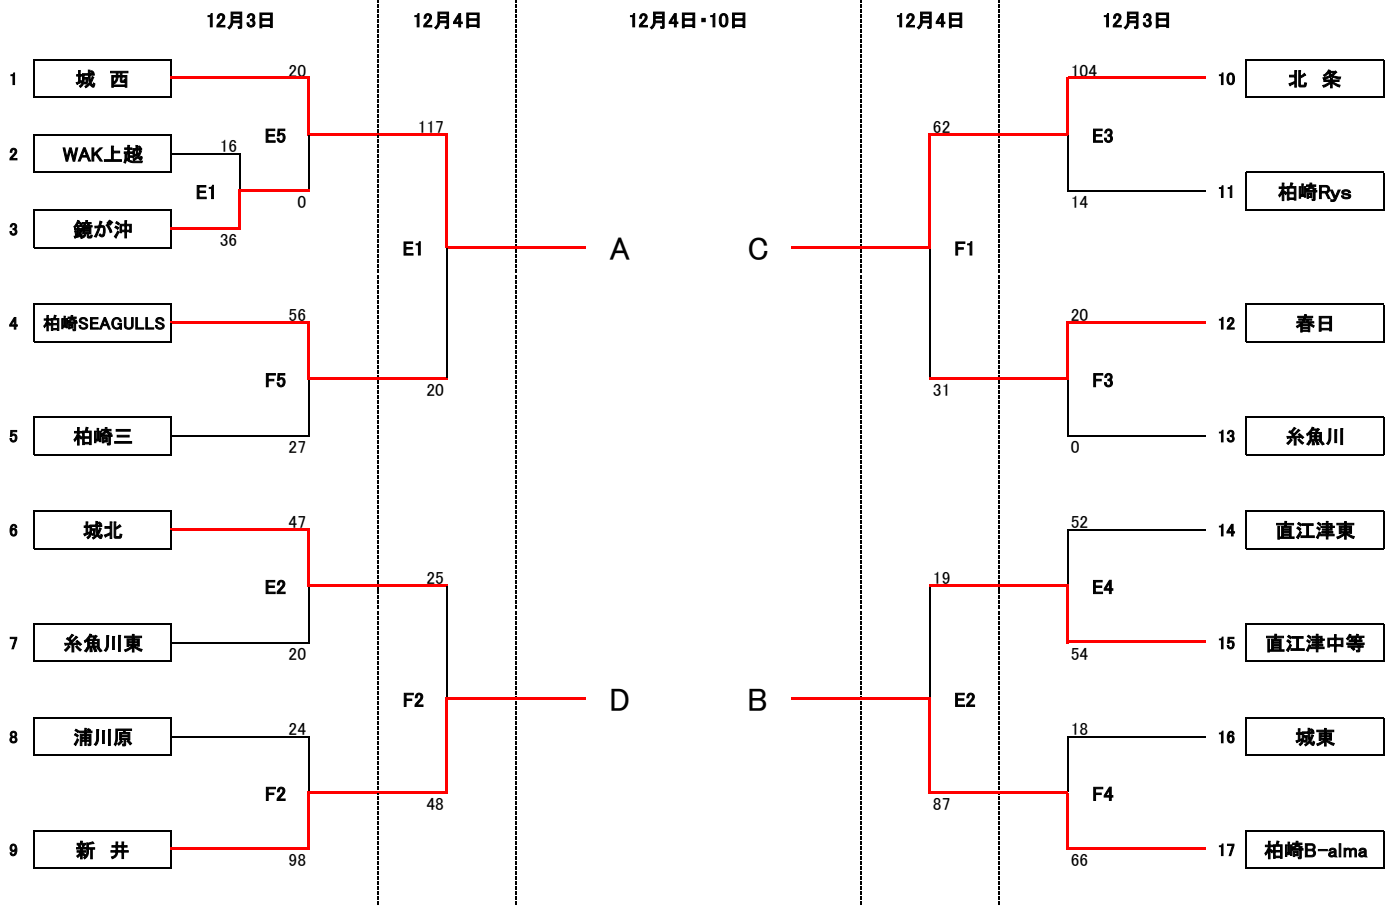 12月3日 12月4日 12月4日・10日 12月4日 12月3日
1 城 西 20 104 10 北 条
117 62
E5 E3
2 WAK上越 16
E1 0 14 11 柏崎Rys
3 鏡が沖 36
E1 A C F1
4 柏崎SEAGULLS 56 20 12 春日
F5 F3
20 31
5 柏崎三 27 0 13 糸魚川
6 城北 47 52 14 直江津東
25 19
E2 E4
7 糸魚川東 20 54 15 直江津中等
F2 D B E2
8 浦川原 24 18 16 城東
F2 F4
48 87
9 新 井 98 66 17 柏崎B-alma